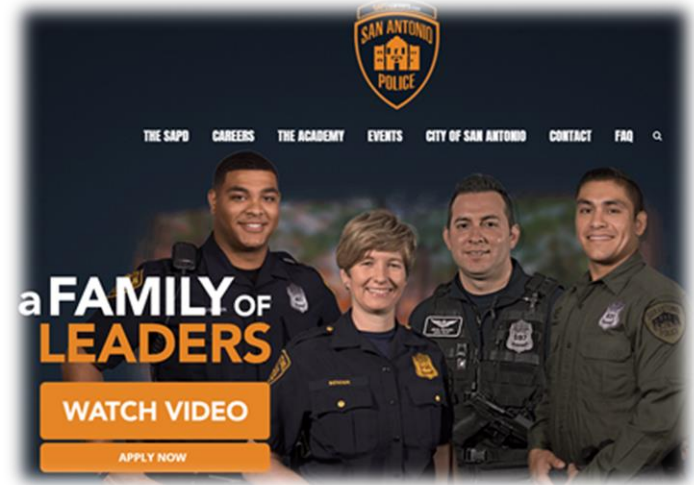 SAN ANTONIO
POLICE
THE SAPD CAREERS THE ACADEMY EVENTS CITY OF SAN ANTONIO CONTACT FAQ
a FAMILY OF
LEADERS
WATCH VIDEO
APPLY NOW